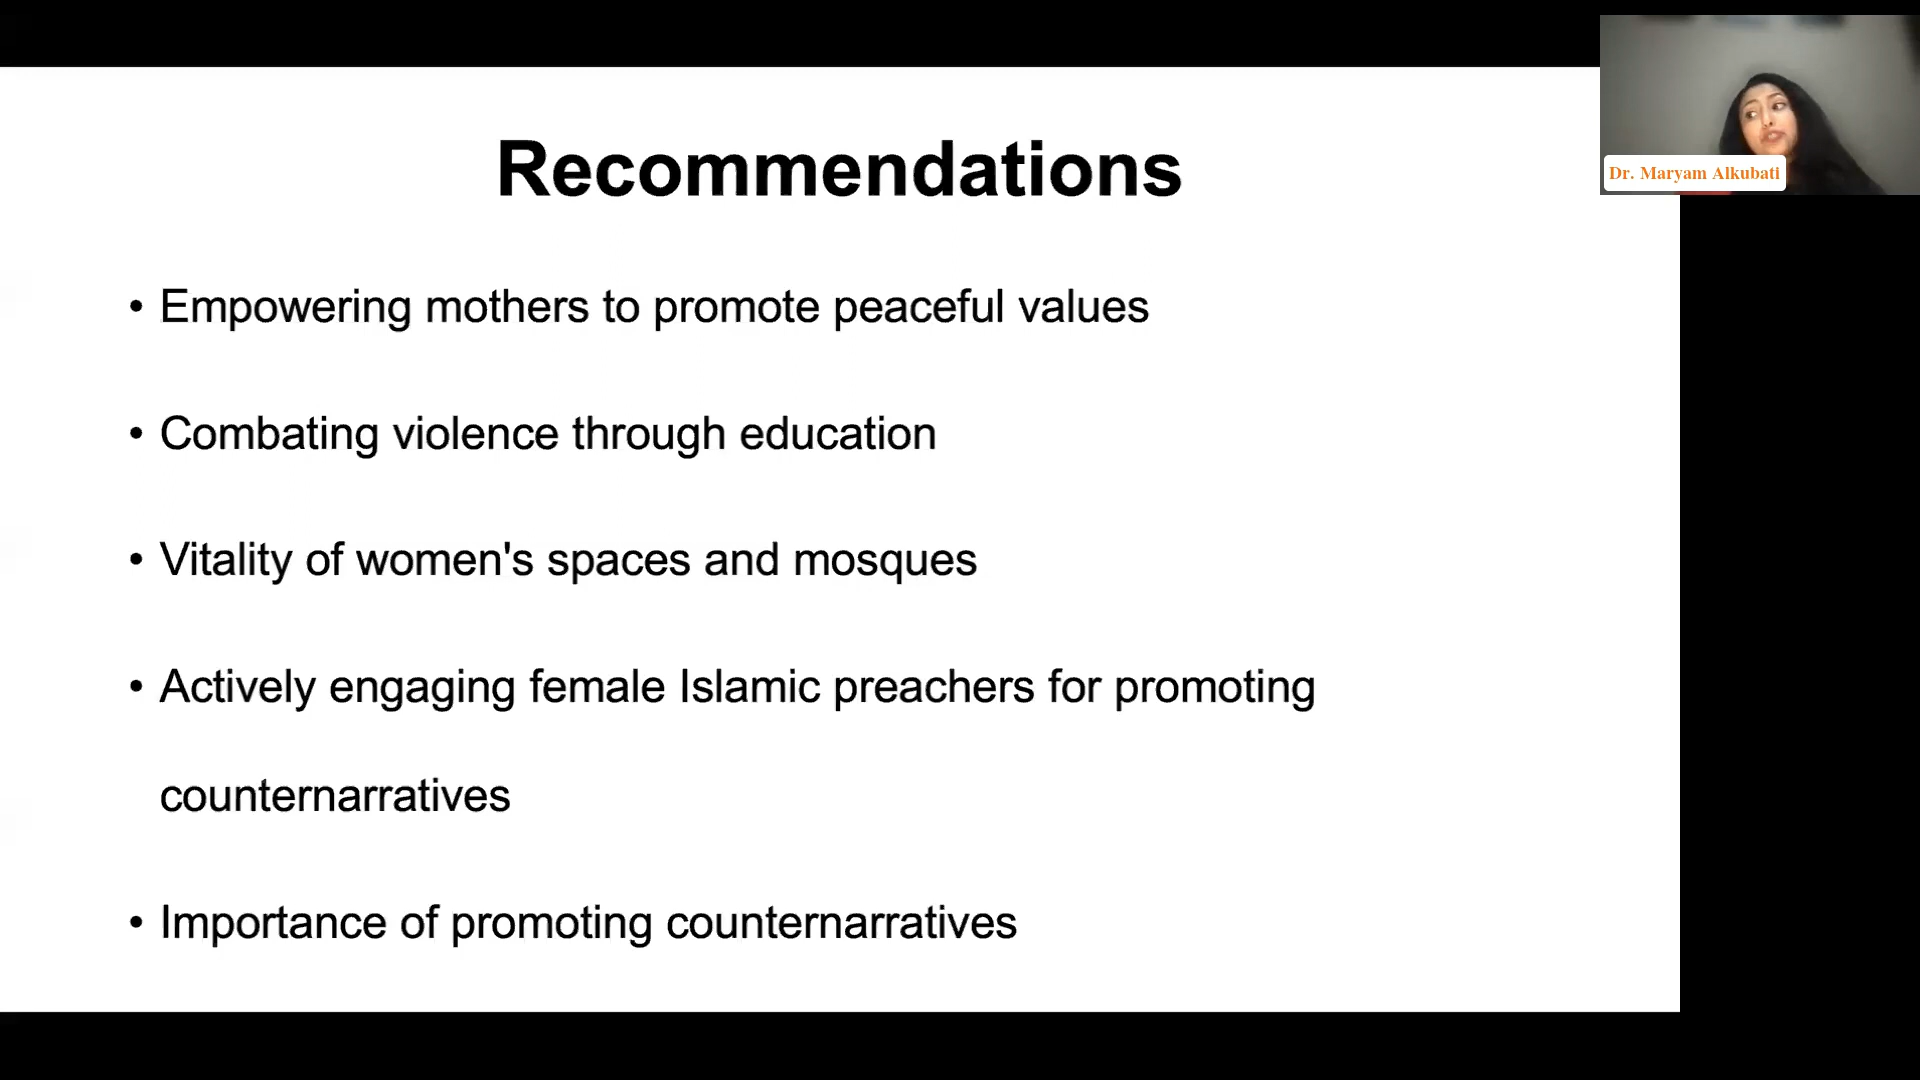 Recommendations
• Empowering mothers to promote peaceful values
• Combating violence through education
• Vitality of women's spaces and mosques
• Actively engaging female Islamic preachers for promoting
counternarratives
• Importance of promoting counternarratives
Dr. Maryam Alkubati